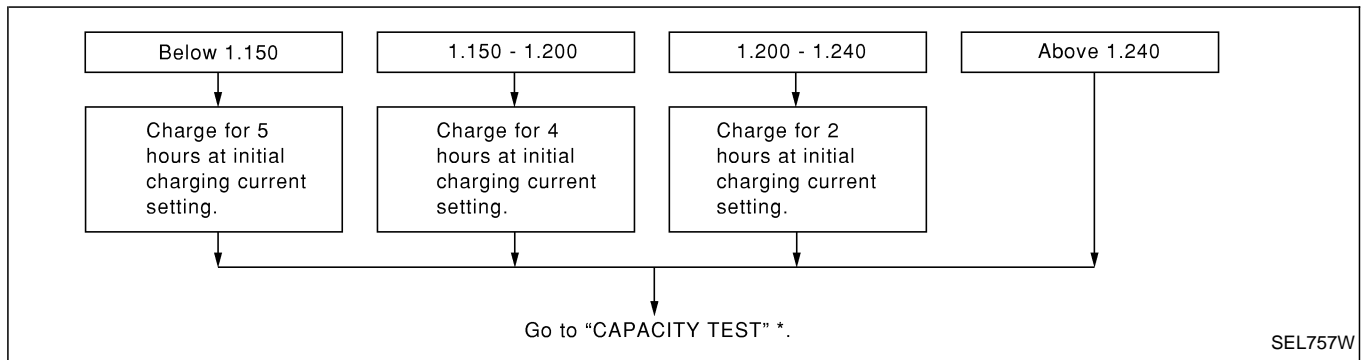 Below 1.150
1.150 - 1.200
1.200 - 1.240
Above 1.240
Charge for 5
hours at initial
charging current
setting.
Charge for 4
hours at initial
charging current
setting.
Charge for 2
hours at initial
charging current
setting.
Go to “CAPACITY TEST” *.
SEL757W